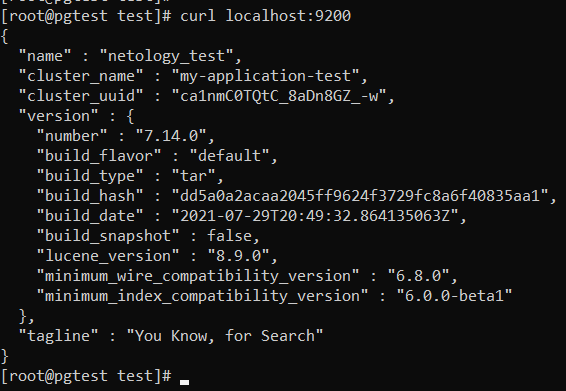 [root@pgtest test]# curl localhost:9200
{
  "name" : "netology_test",
  "cluster_name" : "my-application-test",
  "cluster_uuid" : "ca1nmC0TQtC_8aDn8GZ_-w",
  "version" : {
    "number" : "7.14.0",
    "build_flavor" : "default",
    "build_type" : "tar",
    "build_hash" : "dd5a0a2acaa2045ff9624f3729fc8a6f40835aa1",
    "build_date" : "2021-07-29T20:49:32.864135063Z",
    "build_snapshot" : false,
    "lucene_version" : "8.9.0",
    "minimum_wire_compatibility_version" : "6.8.0",
    "minimum_index_compatibility_version" : "6.0.0-beta1"
  },
  "tagline" : "You Know, for Search"
}
[root@pgtest test]#